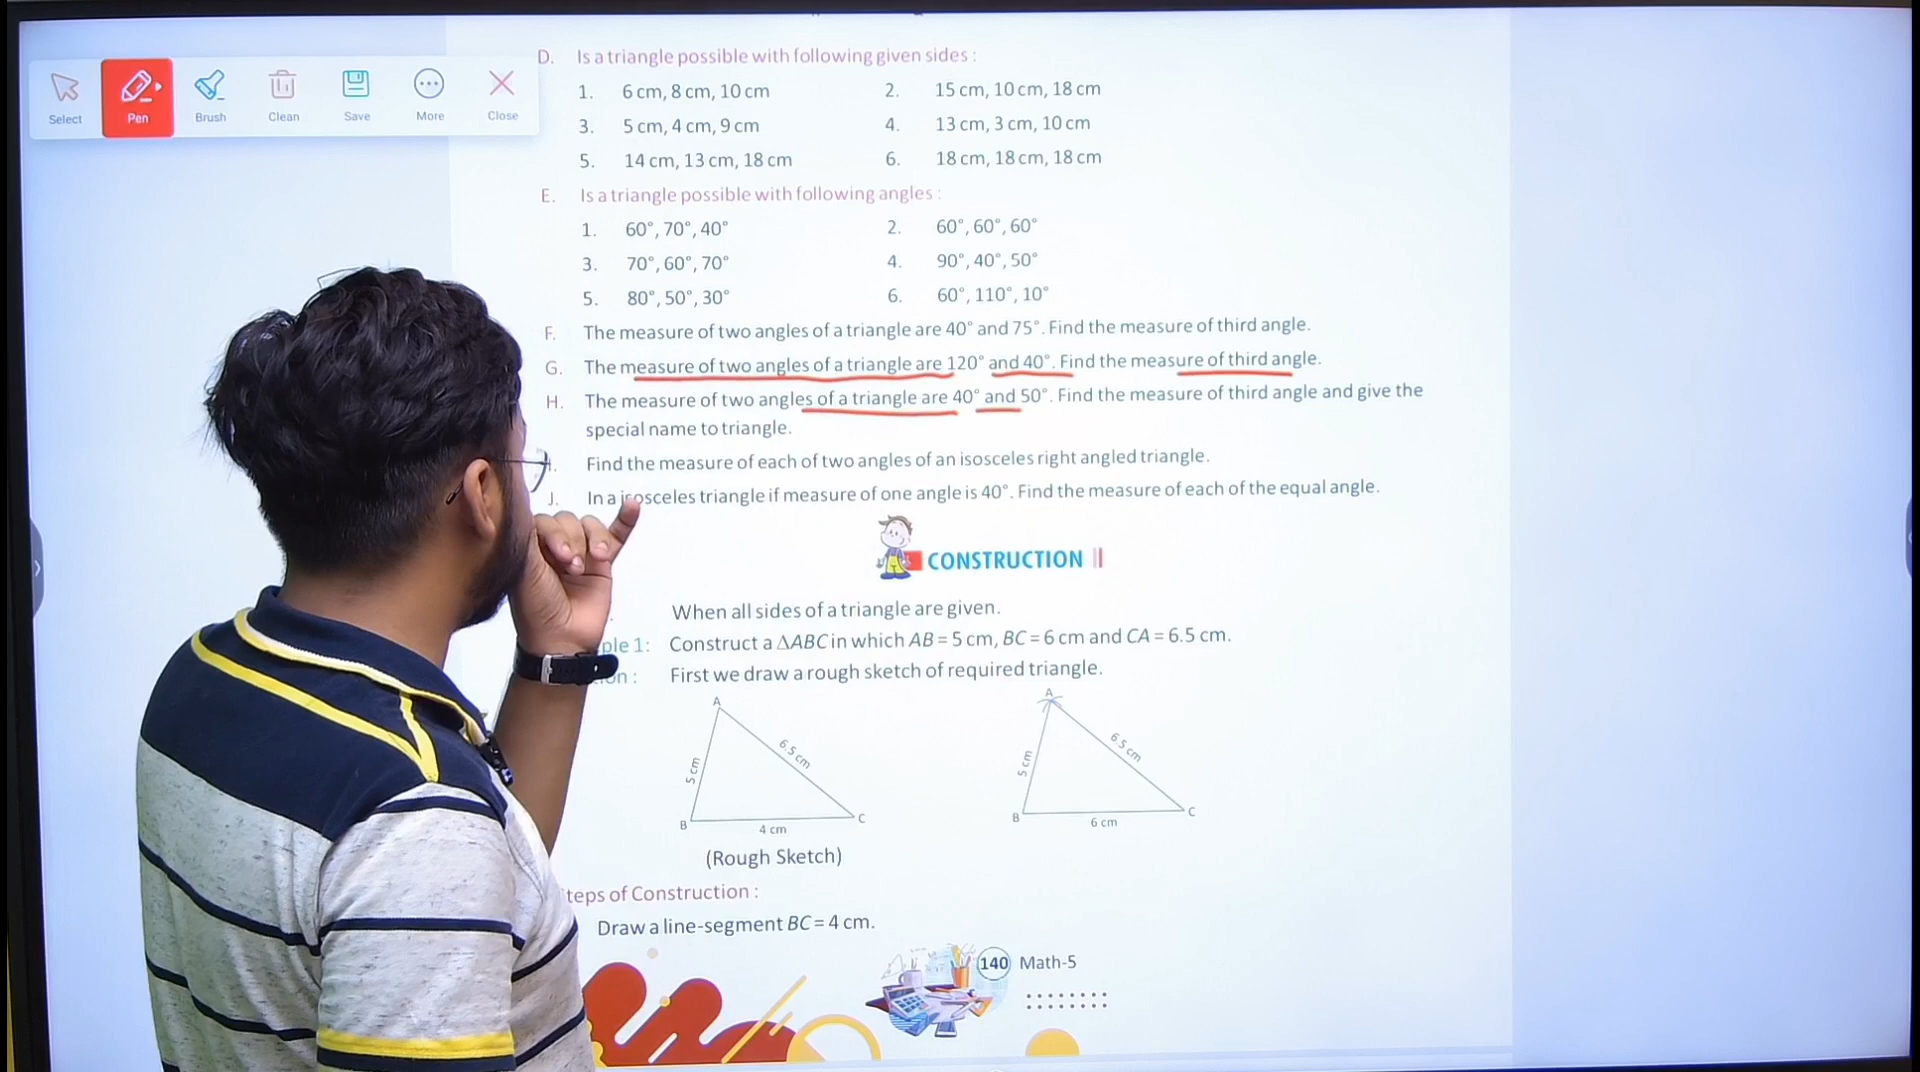 D. Is a triangle possible with following given sides :
1. 6 cm, 8 cm, 10 cm 2. 15 cm, 10 cm, 18 cm
3. 5 cm, 4 cm, 9 cm 4. 13 cm, 3 cm, 10 cm
5. 14 cm, 13 cm, 18 cm 6. 18 cm, 18 cm, 18 cm
Select Pen Brush Clean Save More Close
E. Is a triangle possible with following angles :
1. 60°, 70°, 40° 2. 60°, 60°, 60°
3. 70°, 60°, 70° 4. 90°, 40°, 50°
5. 80°, 50°, 30° 6. 60°, 110°, 10°
F. The measure of two angles of a triangle are 40° and 75°. Find the measure of third angle.
G. The measure of two angles of a triangle are 120° and 40°. Find the measure of third angle.
H. The measure of two angles of a triangle are 40° and 50°. Find the measure of third angle and give the
special name to triangle.
I. Find the measure of each of two angles of an isosceles right angled triangle.
J. In a isosceles triangle if measure of one angle is 40°. Find the measure of each of the equal angle.
CONSTRUCTION
When all sides of a triangle are given.
ple 1: Construct a ΔABC in which AB = 5 cm, BC = 6 cm and CA = 6.5 cm.
on : First we draw a rough sketch of required triangle.
A A
5 cm 6.5 cm 5 cm 6.5 cm
B 4 cm C B 6 cm C
(Rough Sketch)
teps of Construction :
Draw a line-segment BC = 4 cm.
140 Math-5